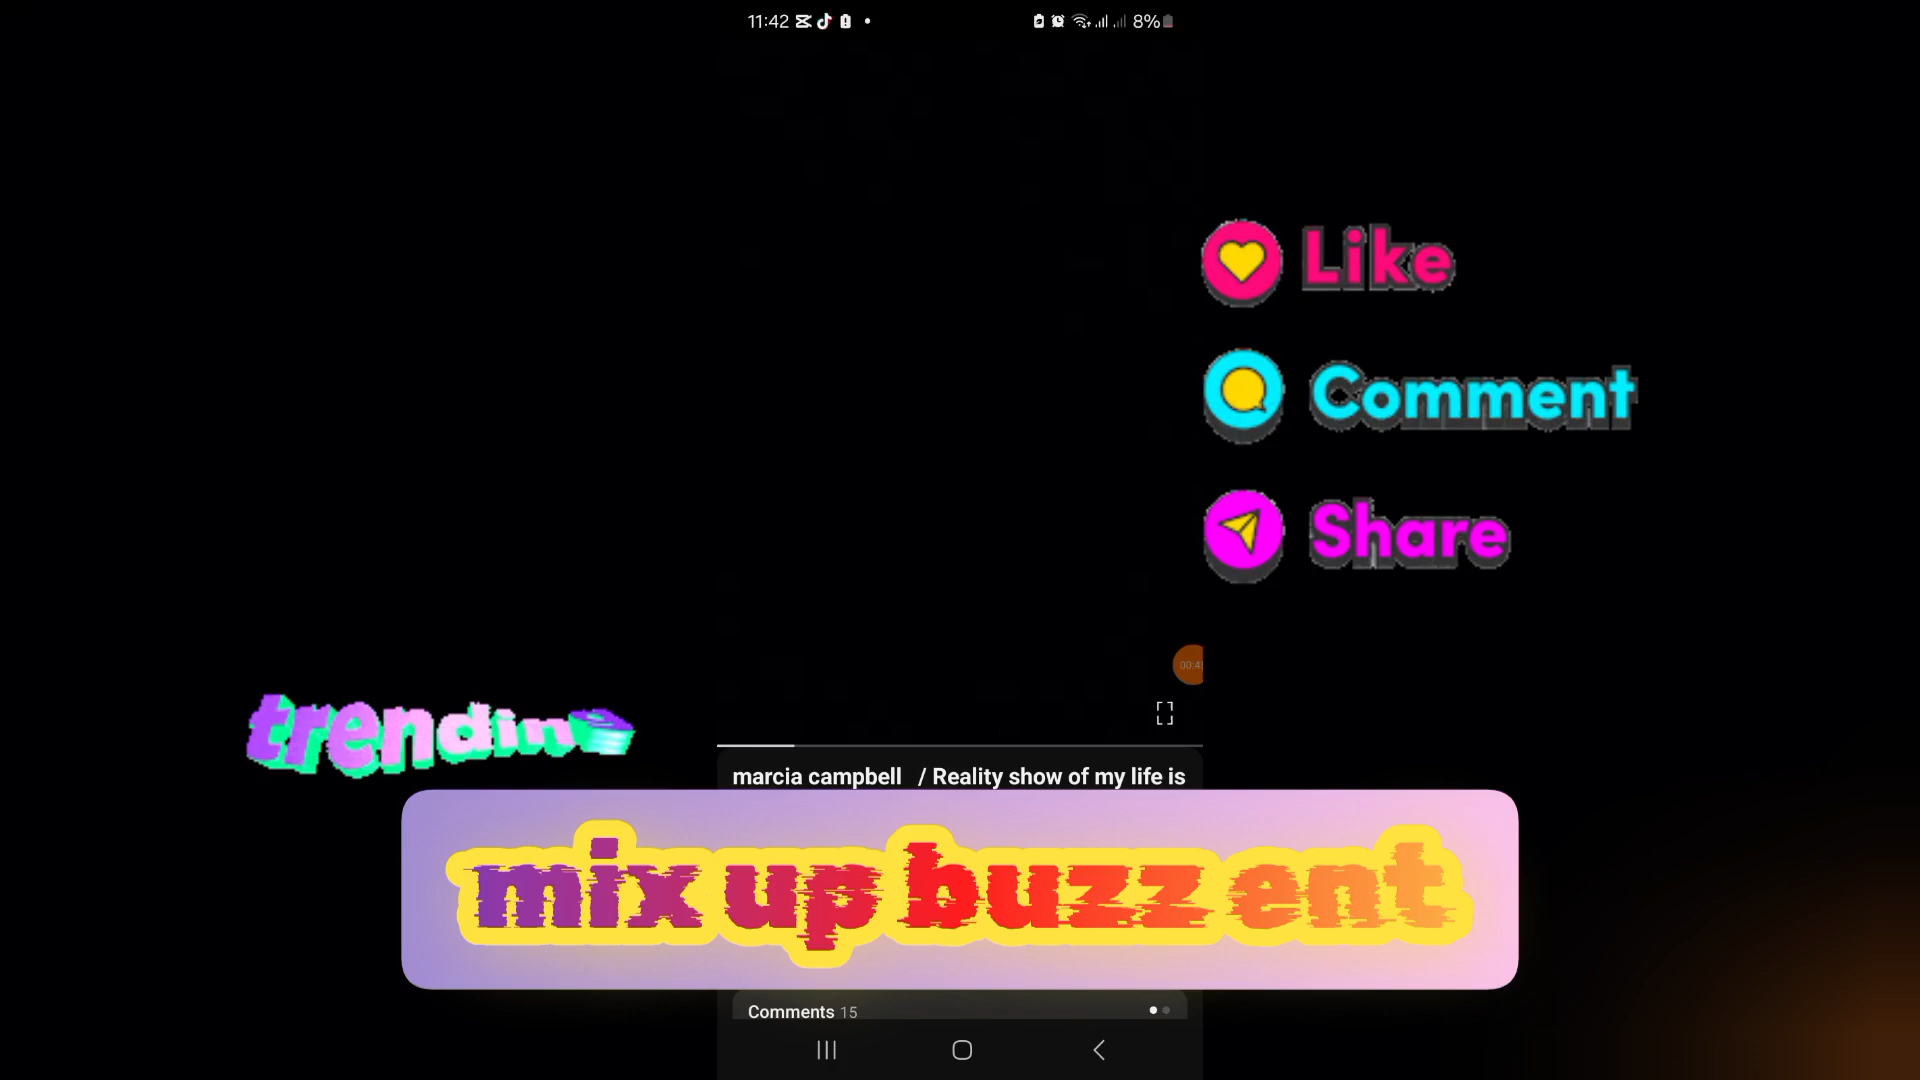 11:42
8%
Like
Comment
Share
trending
marcia campbell / Reality show of my life is
mix up buzz ent
Comments 15